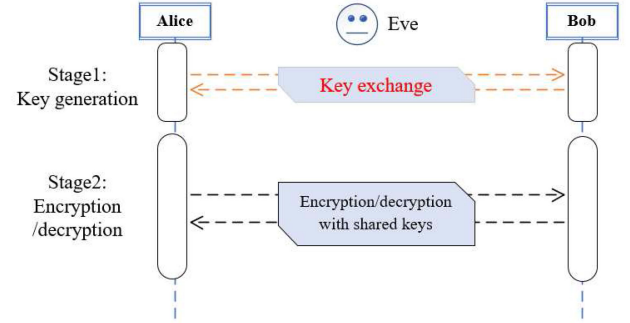 Alice
Eve
Bob
Stage1:
Key generation
Key exchange
Stage2:
Encryption
/decryption
Encryption/decryption
with shared keys